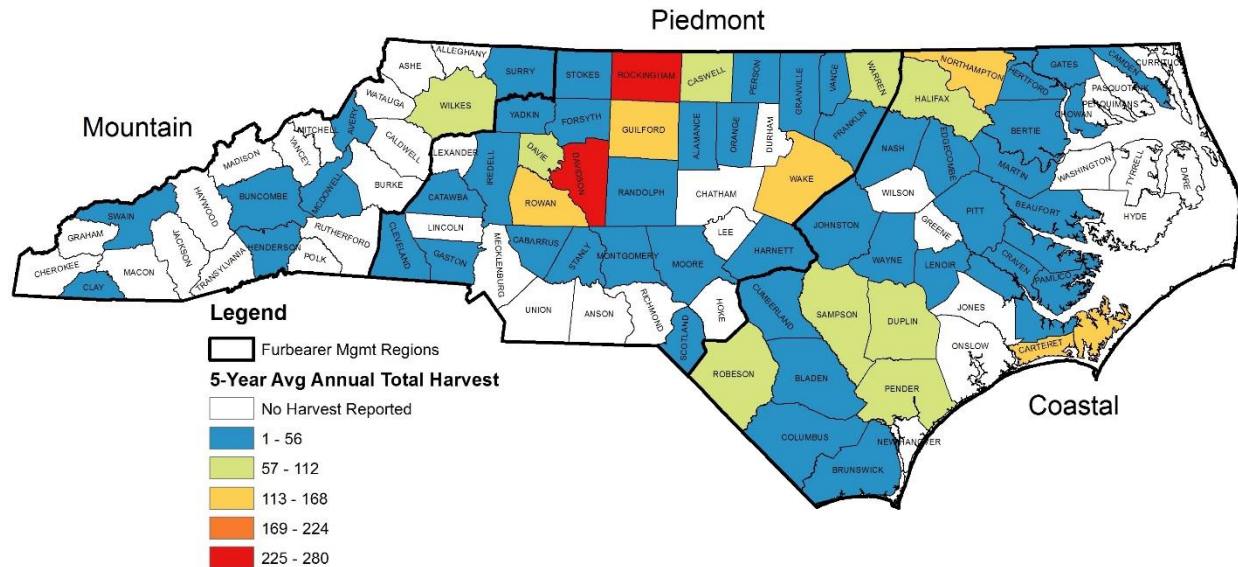 Piedmont
Mountain
Coastal
ALLEGHANY
ASHE
SURRY
STOKES
ROCKINGHAM
CASWELL
PERSON
GRANVILLE
VANCE
WARREN
NORTHAMPTON
HERTFORD
GATES
CAMDEN
CURRITUCK
PASQUOTANK
PERQUIMANS
CHOWAN
HALIFAX
WATAUGA
WILKES
YADKIN
FORSYTH
GUILFORD
ALAMANCE
ORANGE
DURHAM
FRANKLIN
BERTIE
MITCHELL
AVERY
YANCEY
CALDWELL
ALEXANDER
IREDELL
DAVIE
DAVIDSON
RANDOLPH
CHATHAM
WAKE
NASH
EDGECOMBE
MARTIN
WASHINGTON
TYRRELL
DARE
MADISON
BUNCOMBE
MCDOWELL
BURKE
CATAWBA
ROWAN
WILSON
PITT
BEAUFORT
HYDE
SWAIN
HAYWOOD
GRAHAM
JACKSON
HENDERSON
RUTHERFORD
POLK
CLEVELAND
LINCOLN
GASTON
MECKLENBURG
CABARRUS
STANLY
MONTGOMERY
MOORE
LEE
HARNETT
JOHNSTON
GREENE
WAYNE
LENOIR
CRAVEN
PAMLICO
CHEROKEE
CLAY
MACON
TRANSYLVANIA
UNION
ANSON
RICHMOND
SCOTLAND
HOKE
CUMBERLAND
SAMPSON
DUPLIN
JONES
ONSLOW
CARTERET
ROBESON
BLADEN
PENDER
COLUMBUS
NEW HANOVER
BRUNSWICK
Legend
Furbearer Mgmt Regions
5-Year Avg Annual Total Harvest
No Harvest Reported
1 - 56
57 - 112
113 - 168
169 - 224
225 - 280